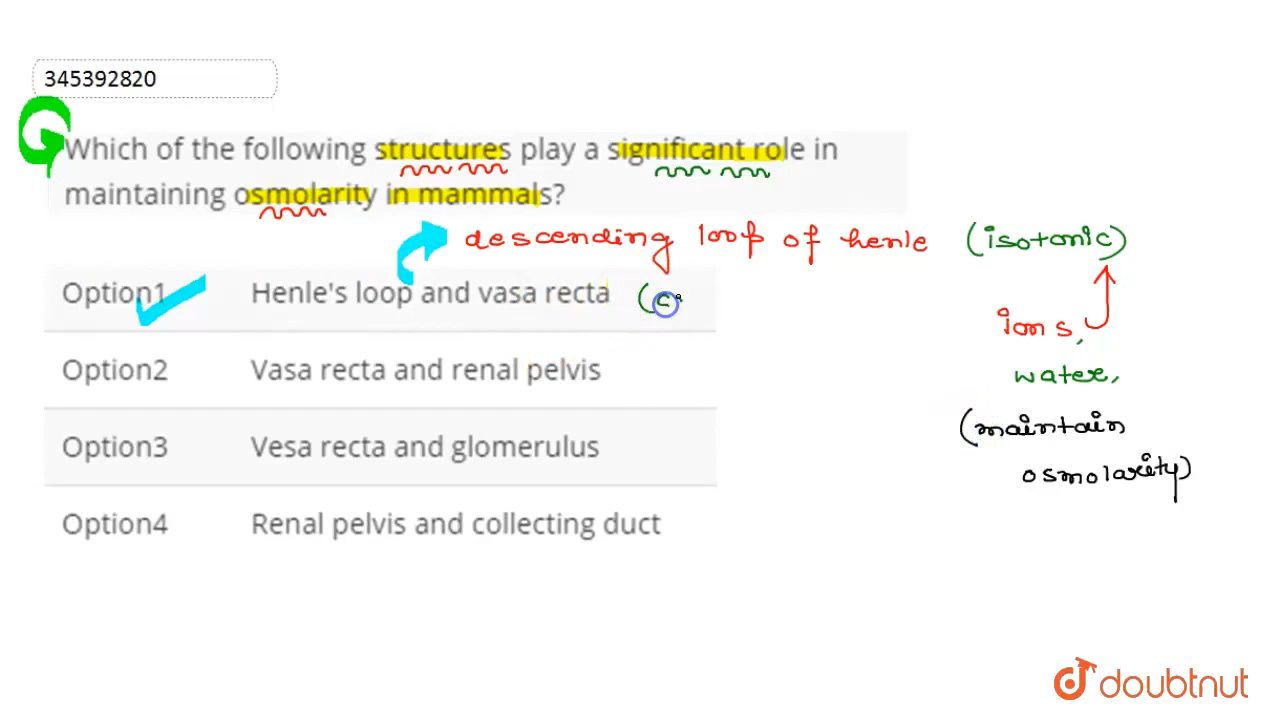 345392820
Which of the following structures play a significant role in
maintaining osmolarity in mammals?
descending loop of henle (isotonic)
Option1 Henle's loop and vasa recta (c
ions,
Option2 Vasa recta and renal pelvis
water,
(maintain
Option3 Vesa recta and glomerulus
osmolarity)
Option4 Renal pelvis and collecting duct
doubtnut